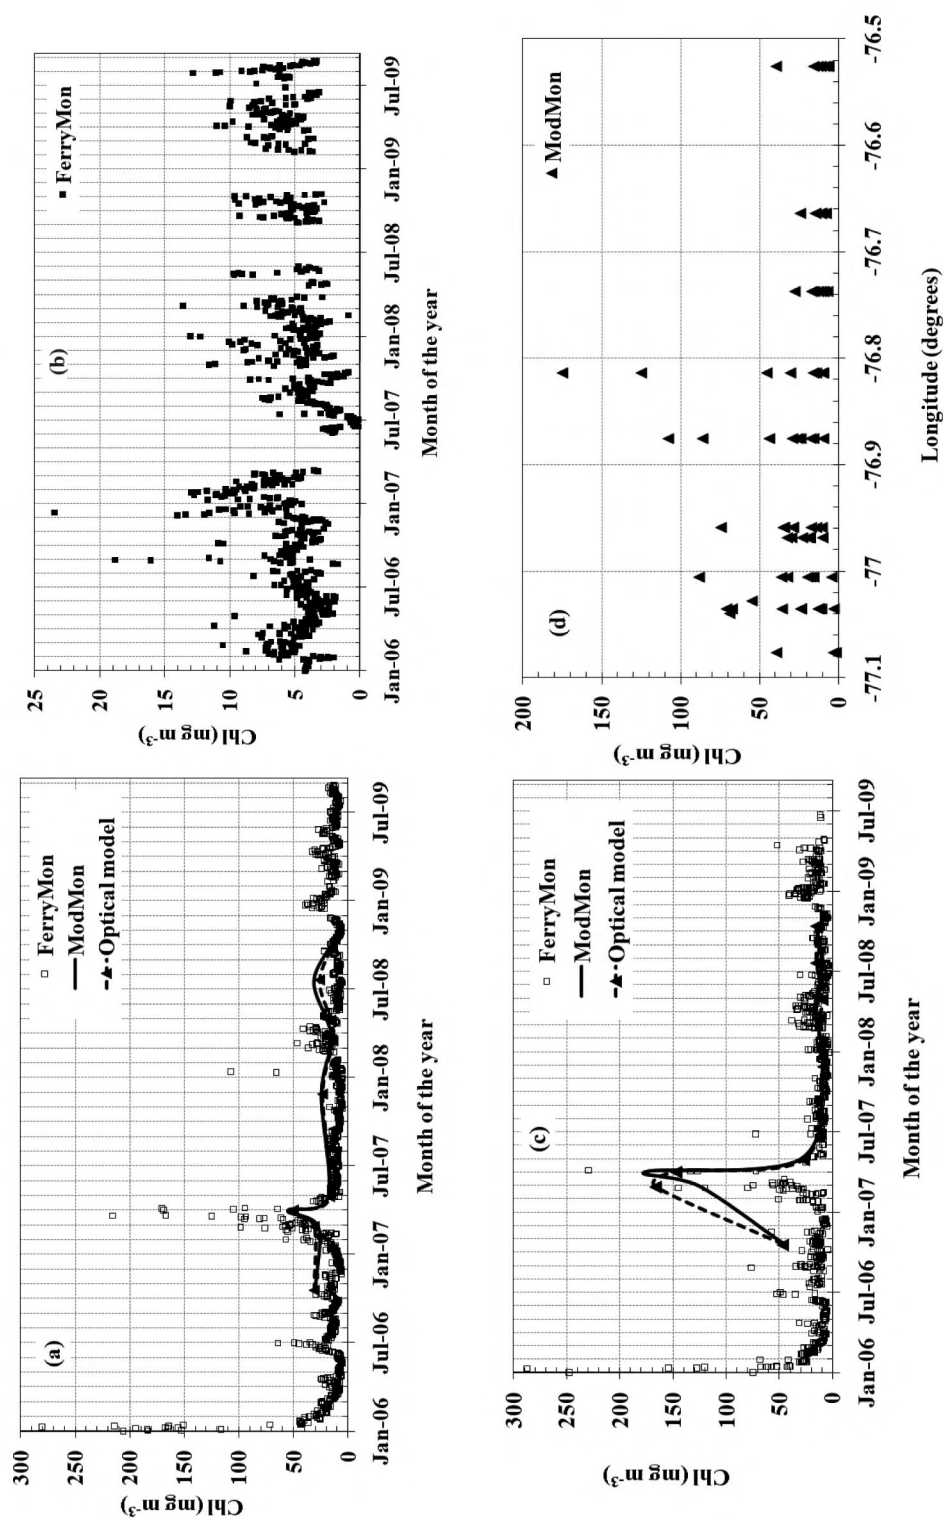 (a)
□ FerryMon
ModMon
Optical model
300
250
200
150
100
50
0
Chl (mg m⁻³)
Jan-06
Jul-06
Jan-07
Jul-07
Jan-08
Jul-08
Jan-09
Jul-09
Month of the year
(b)
■ FerryMon
25
20
15
10
5
0
Chl (mg m⁻³)
Jan-06
Jul-06
Jan-07
Jul-07
Jan-08
Jul-08
Jan-09
Jul-09
Month of the year
(c)
□ FerryMon
ModMon
Optical model
300
250
200
150
100
50
0
Chl (mg m⁻³)
Jan-06
Jul-06
Jan-07
Jul-07
Jan-08
Jul-08
Jan-09
Jul-09
Month of the year
(d)
▲ ModMon
200
150
100
50
0
Chl (mg m⁻³)
-77.1
-77
-76.9
-76.8
-76.7
-76.6
-76.5
Longitude (degrees)